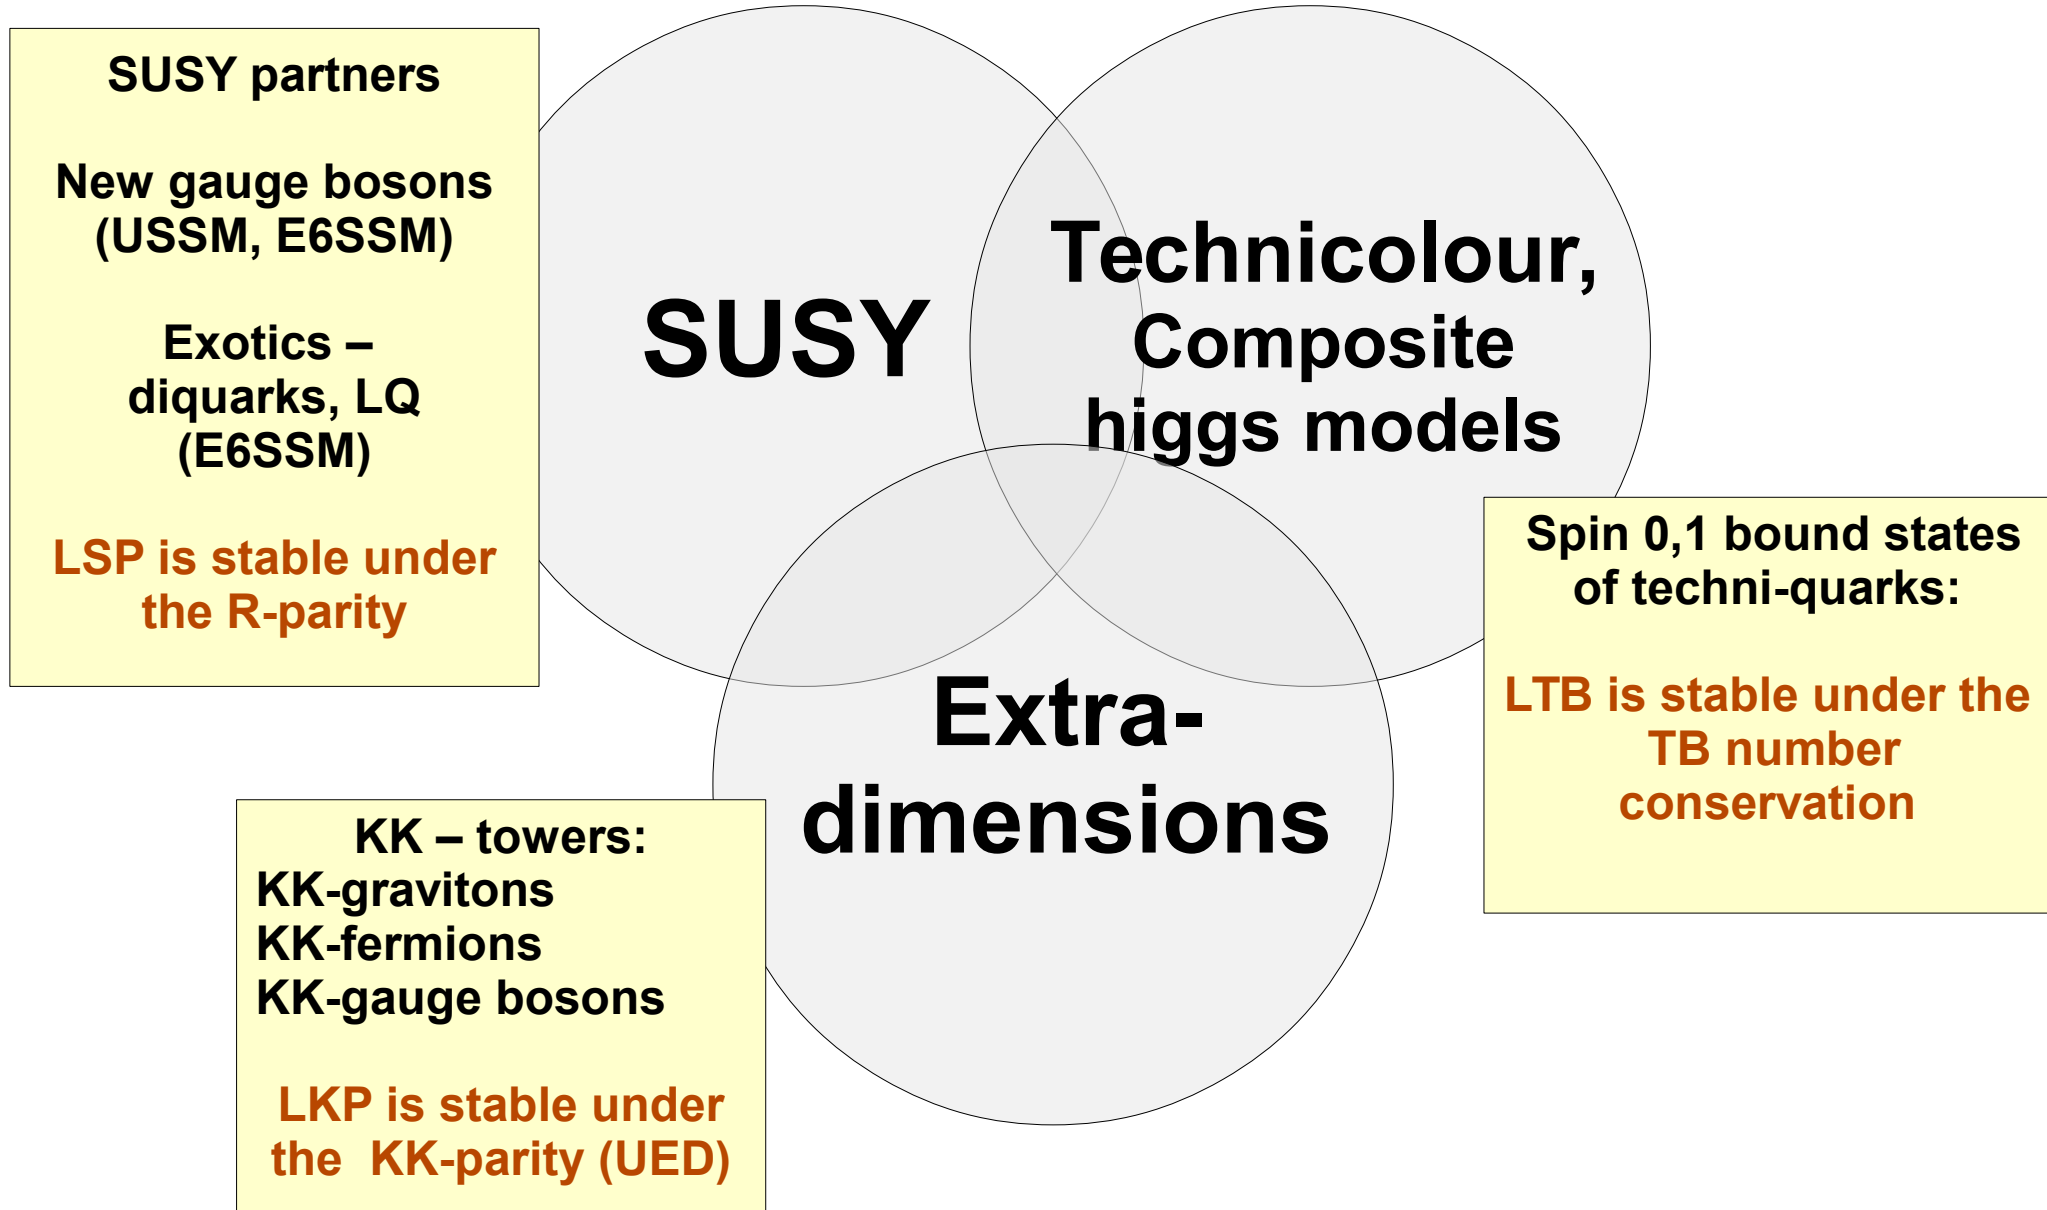 SUSY partners
New gauge bosons
(USSM, E6SSM)
Exotics –
diquarks, LQ
(E6SSM)
LSP is stable under
the R-parity
SUSY
Technicolour,
Composite
higgs models
Spin 0,1 bound states
of techni-quarks:
LTB is stable under the
TB number
conservation
Extra-
dimensions
KK – towers:
KK-gravitons
KK-fermions
KK-gauge bosons
LKP is stable under
the KK-parity (UED)